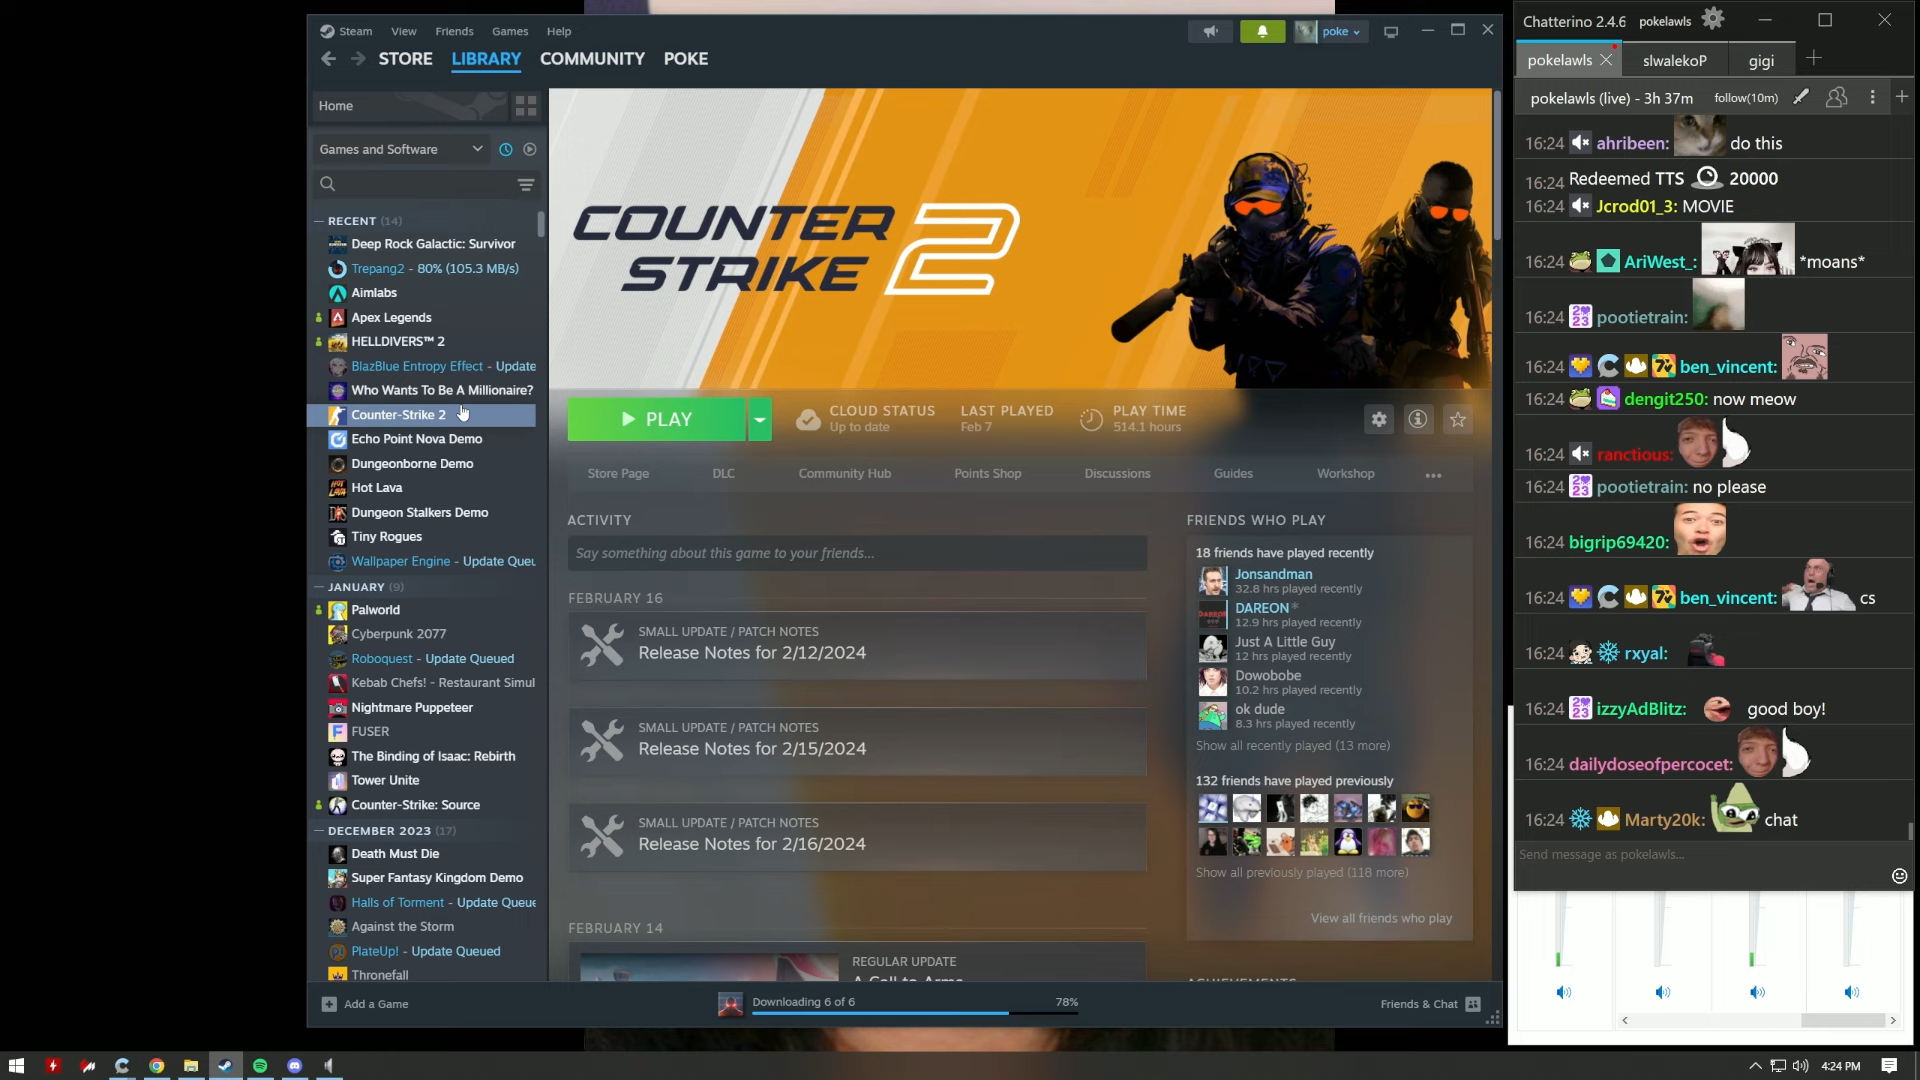 Steam View Friends Games Help
poke
STORE LIBRARY COMMUNITY POKE
Home
Games and Software
RECENT (14)
Deep Rock Galactic: Survivor
Trepang2 - 80% (105.3 MB/s)
Aimlabs
Apex Legends
HELLDIVERS™ 2
BlazBlue Entropy Effect - Update
Who Wants To Be A Millionaire?
Counter-Strike 2
Echo Point Nova Demo
Dungeonborne Demo
Hot Lava
Dungeon Stalkers Demo
Tiny Rogues
Wallpaper Engine - Update Queu
JANUARY (9)
Palworld
Cyberpunk 2077
Roboquest - Update Queued
Kebab Chefs! - Restaurant Simul
Nightmare Puppeteer
FUSER
The Binding of Isaac: Rebirth
Tower Unite
Counter-Strike: Source
DECEMBER 2023 (17)
Death Must Die
Super Fantasy Kingdom Demo
Halls of Torment - Update Queue
Against the Storm
PlateUp! - Update Queued
Thronefall
Add a Game
COUNTER
STRIKE 2
PLAY
CLOUD STATUS
Up to date
LAST PLAYED
Feb 7
PLAY TIME
514.1 hours
Store Page DLC Community Hub Points Shop Discussions Guides Workshop
ACTIVITY
Say something about this game to your friends...
FEBRUARY 16
SMALL UPDATE / PATCH NOTES
Release Notes for 2/12/2024
SMALL UPDATE / PATCH NOTES
Release Notes for 2/15/2024
SMALL UPDATE / PATCH NOTES
Release Notes for 2/16/2024
FEBRUARY 14
REGULAR UPDATE
A Call to Arms
FRIENDS WHO PLAY
18 friends have played recently
Jonsandman
32.8 hrs played recently
DAREON*
12.9 hrs played recently
Just A Little Guy
12 hrs played recently
Dowobobe
10.2 hrs played recently
ok dude
8.3 hrs played recently
Show all recently played (13 more)
132 friends have played previously
Show all previously played (118 more)
View all friends who play
ACHIEVEMENTS
Downloading 6 of 6 78%
Friends & Chat
Chatterino 2.4.6 pokelawls
pokelawls slwalekoP gigi
pokelawls (live) - 3h 37m follow(10m)
16:24 ahribeen: do this
16:24 Redeemed TTS 20000
16:24 Jcrod01_3: MOVIE
16:24 AriWest_: *moans*
16:24 pootietrain:
16:24 ben_vincent:
16:24 dengit250: now meow
16:24 ranctious:
16:24 pootietrain: no please
16:24 bigrip69420:
16:24 ben_vincent: cs
16:24 rxyal:
16:24 izzyAdBlitz: good boy!
16:24 dailydoseofpercocet:
16:24 Marty20k: chat
Send message as pokelawls...
4:24 PM